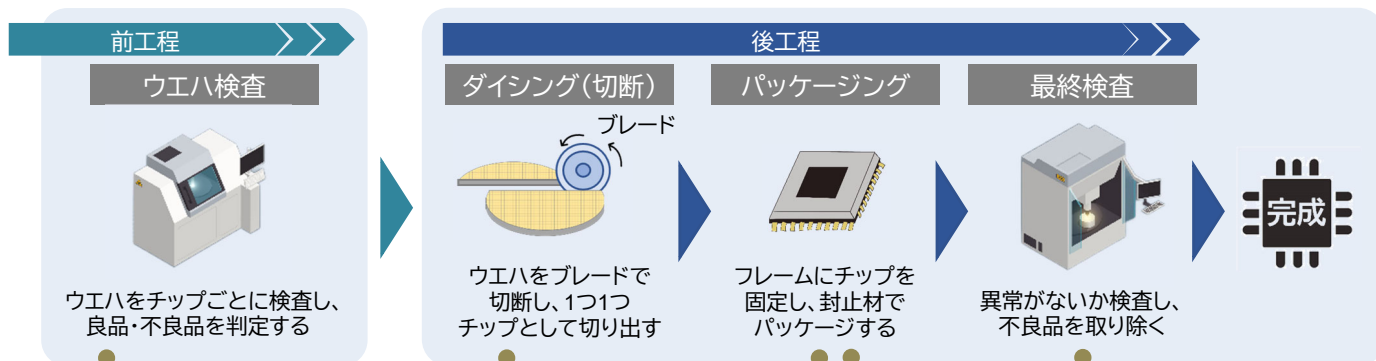 前工程
後工程
ウエハ検査
ダイシング(切断)
パッケージング
最終検査
ブレード
完成
ウエハをチップごとに検査し、
良品・不良品を判定する
ウエハをブレードで
切断し、1つ1つ
チップとして切り出す
フレームにチップを
固定し、封止材で
パッケージする
異常がないか検査し、
不良品を取り除く